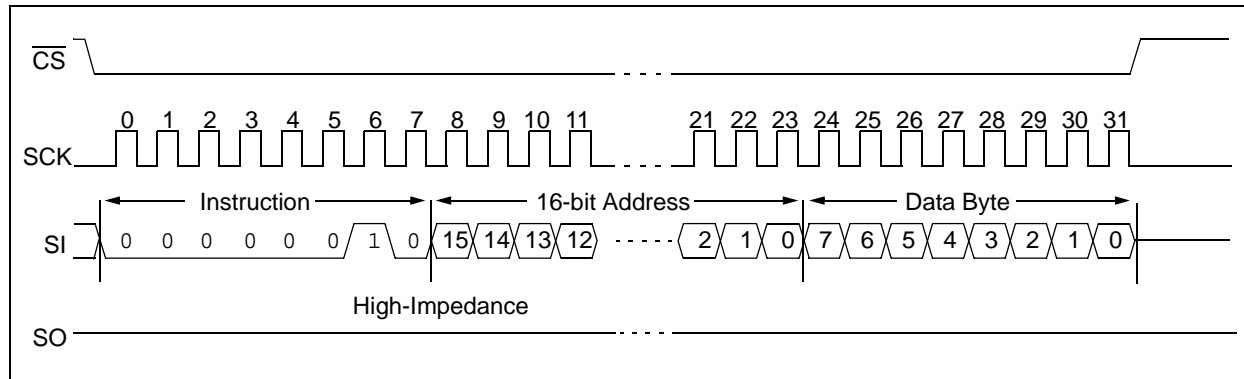 CS
0 1 2 3 4 5 6 7 8 9 10 11 21 22 23 24 25 26 27 28 29 30 31
SCK
Instruction 16-bit Address Data Byte
SI 0 0 0 0 0 0 1 0 15 14 13 12 2 1 0 7 6 5 4 3 2 1 0
High-Impedance
SO